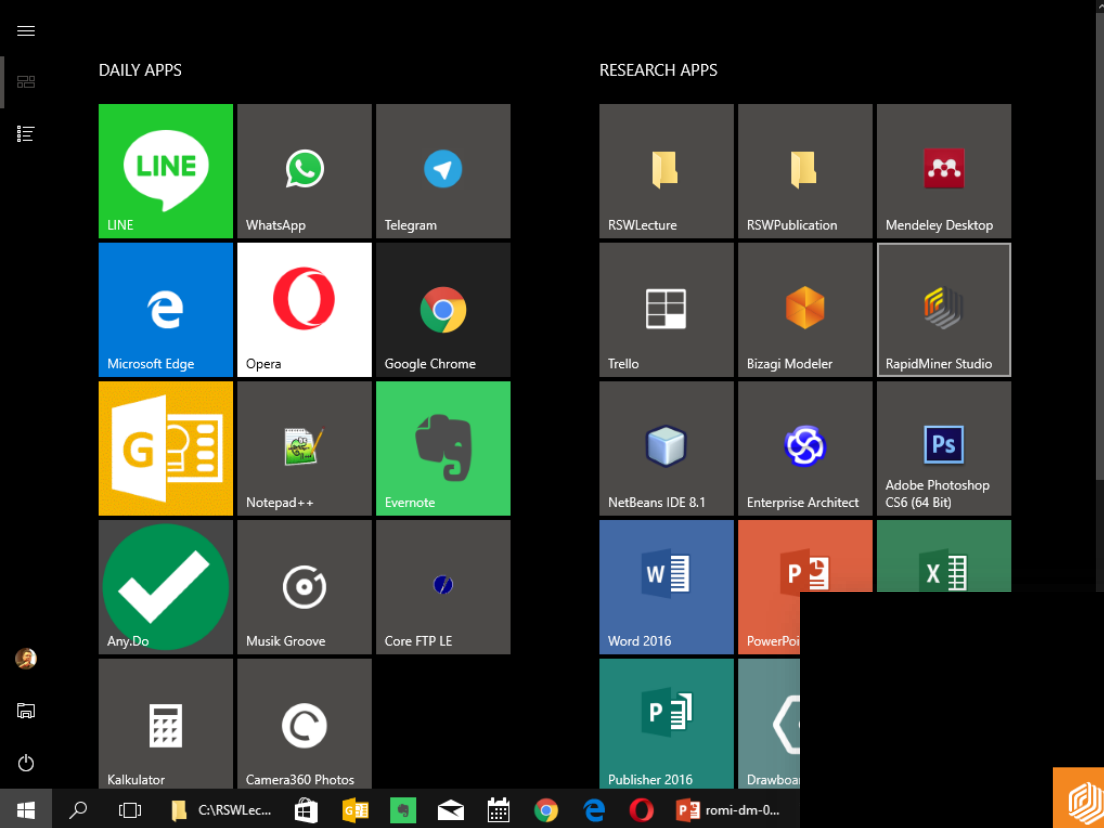 DAILY APPS
RESEARCH APPS
LINE
LINE
WhatsApp
Telegram
RSWLecture
RSWPublication
Mendeley Desktop
Microsoft Edge
Opera
Google Chrome
Trello
Bizagi Modeler
RapidMiner Studio
G
Notepad++
Evernote
NetBeans IDE 8.1
Enterprise Architect
Ps
Adobe Photoshop
CS6 (64 Bit)
Any.Do
Musik Groove
Core FTP LE
W
Word 2016
P
PowerPoi
X
Kalkulator
Camera360 Photos
P
Publisher 2016
Drawboa
C:\RSWLec...
romi-dm-0...